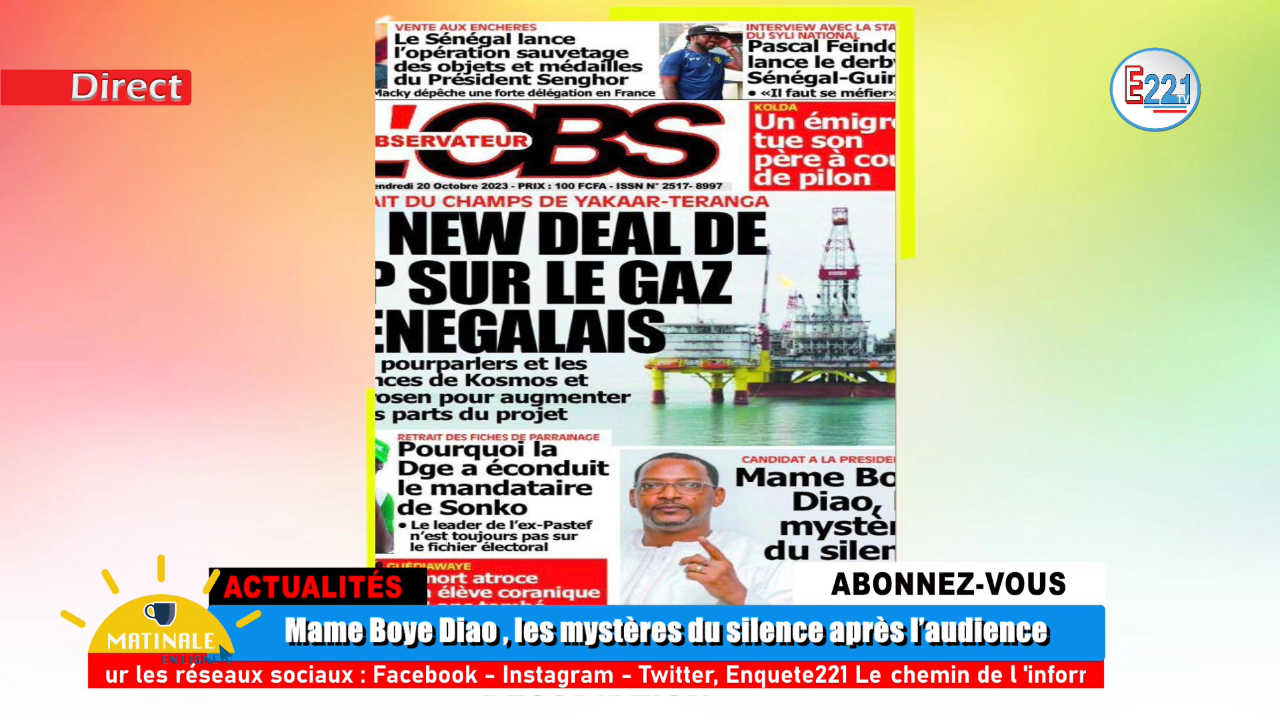 Direct
E221
TV
VENTE AUX ENCHERES
Le Sénégal lance
l'opération sauvetage
des objets et médailles
du Président Senghor
Macky dépêche une forte délégation en France
INTERVIEW AVEC LA STA
DU SYLI NATIONAL
Pascal Feindo
lance le derby
Sénégal-Guin
• «Il faut se méfier»
L'OBS
BSERVATEUR
endredi 20 Octobre 2023 - PRIX : 100 FCFA - ISSN N° 2517- 8997
KOLDA
Un émigr
tue son
père à cou
de pilon
AIT DU CHAMPS DE YAKAAR-TERANGA
NEW DEAL DE
P SUR LE GAZ
ENEGALAIS
pourparlers et les
nces de Kosmos et
osen pour augmenter
s parts du projet
RETRAIT DES FICHES DE PARRAINAGE
Pourquoi la
Dge a éconduit
le mandataire
de Sonko
• Le leader de l'ex-Pastef
n'est toujours pas sur
le fichier électoral
CANDIDAT A LA PRESIDE
Mame Bo
Diao,
mystèr
du silen
GUÉDIAWAYE
mort atroce
élève coranique
ACTUALITÉS
ABONNEZ-VOUS
MATINALE
Mame Boye Diao , les mystères du silence après l'audience
ur les réseaux sociaux : Facebook - Instagram - Twitter, Enquete221 Le chemin de l 'inforr